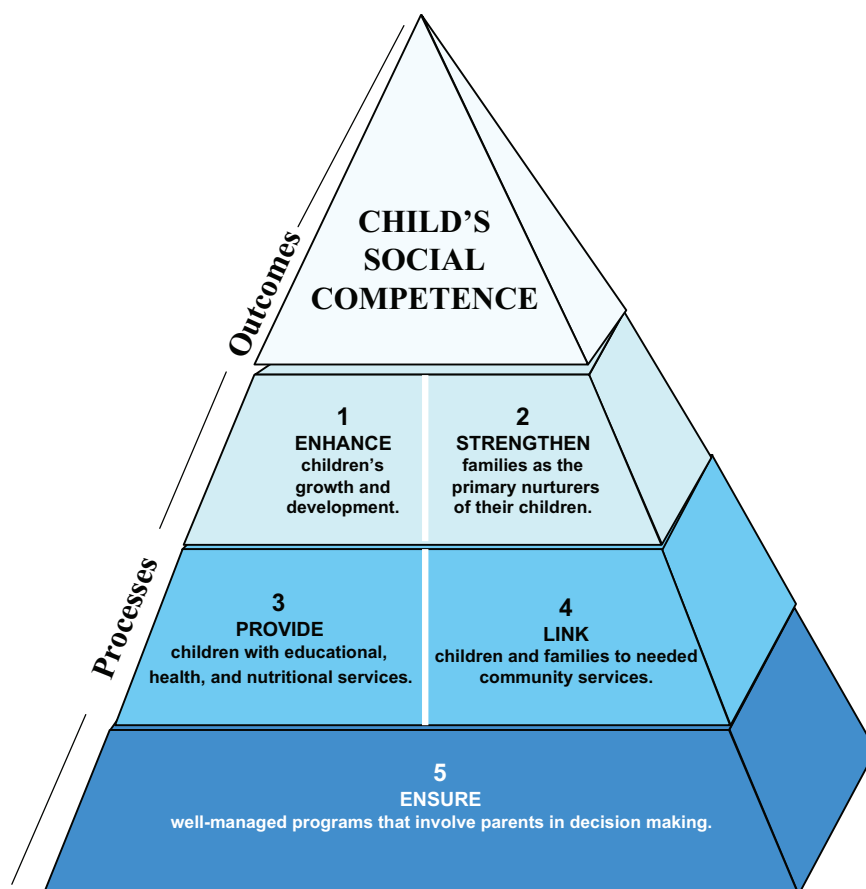 CHILD’S
SOCIAL
COMPETENCE
Outcomes
1
ENHANCE
children’s
growth and
development.
2
STRENGTHEN
families as the
primary nurturers
of their children.
Processes
3
PROVIDE
children with educational,
health, and nutritional services.
4
LINK
children and families to needed
community services.
5
ENSURE
well-managed programs that involve parents in decision making.